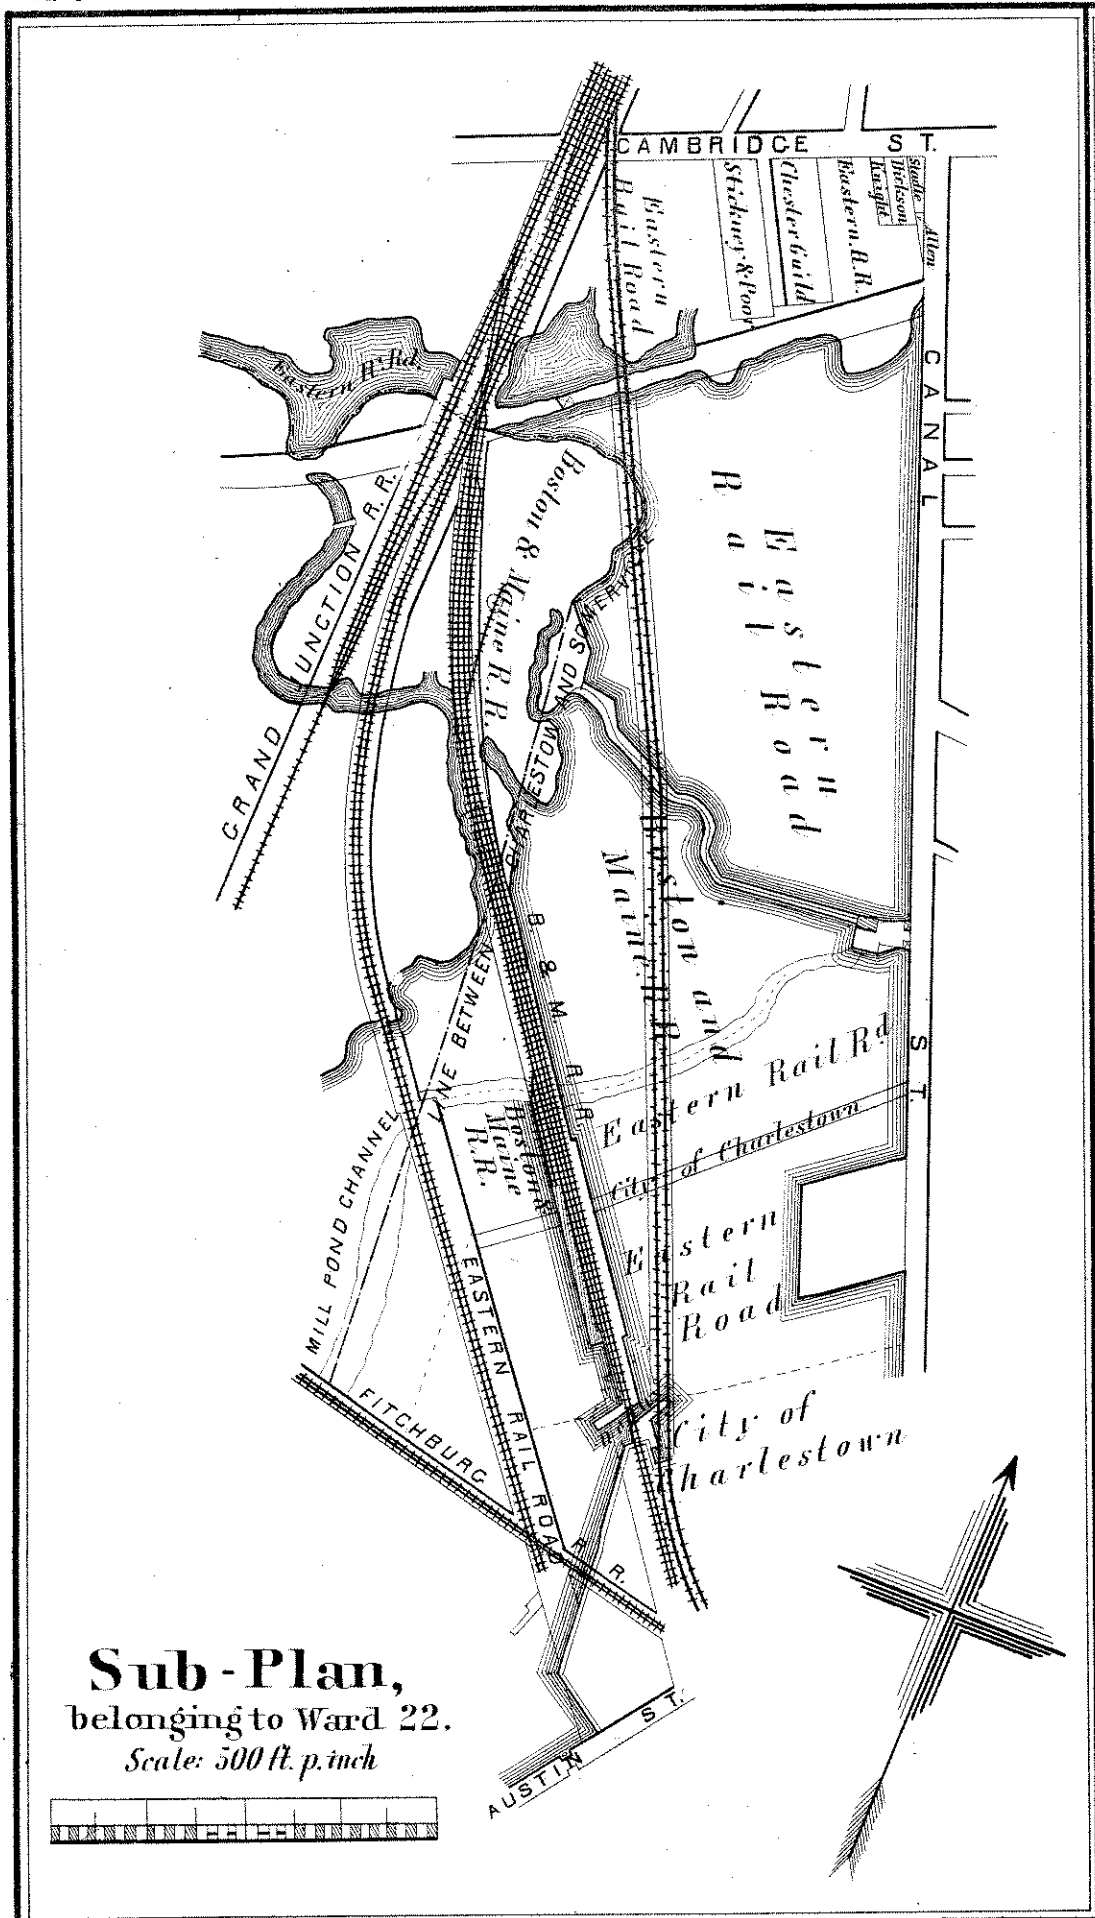 CAMBRIDGE ST.
Eastern
Rail Road
Stickney & Poor
Chester Guild
Eastern R.R.
Knight
Dickson
Allen
Eastern Rl Rd
CANAL ST.
GRAND JUNCTION R.R.
Boston & Maine R.R.
Eastern
Rail Road
LINE BETWEEN CHARLESTOWN AND SOMERVILLE
Boston and
Maine R.R.
B & M. R R.
Eastern Rail Rd
City of Charlestown
Boston &
Maine
R.R.
MILL POND CHANNEL
Eastern
Rail
Road
EASTERN RAIL ROAD
FITCHBURG R R.
City of
Charlestown
AUSTIN ST.
Sub-Plan,
belonging to Ward 22.
Scale: 500 ft. p. inch